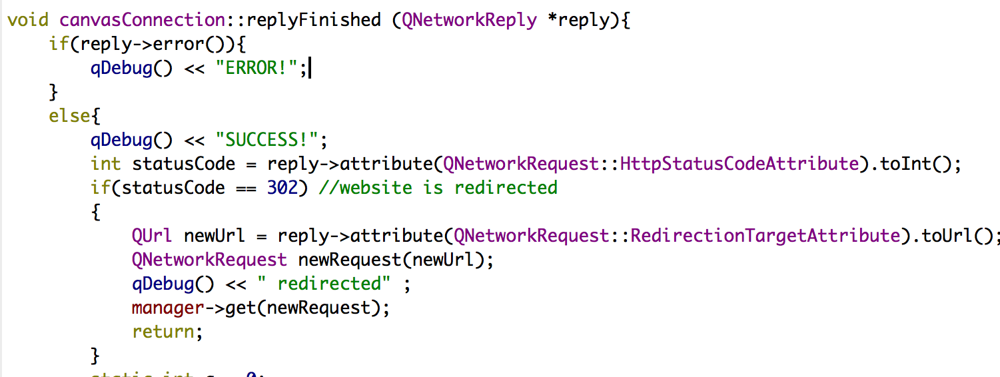 void canvasConnection::replyFinished (QNetworkReply *reply){
if(reply->error()){
qDebug() << "ERROR!";
}
else{
qDebug() << "SUCCESS!";
int statusCode = reply->attribute(QNetworkRequest::HttpStatusCodeAttribute).toInt();
if(statusCode == 302) //website is redirected
{
QUrl newUrl = reply->attribute(QNetworkRequest::RedirectionTargetAttribute).toUrl();
QNetworkRequest newRequest(newUrl);
qDebug() << " redirected" ;
manager->get(newRequest);
return;
}
static int